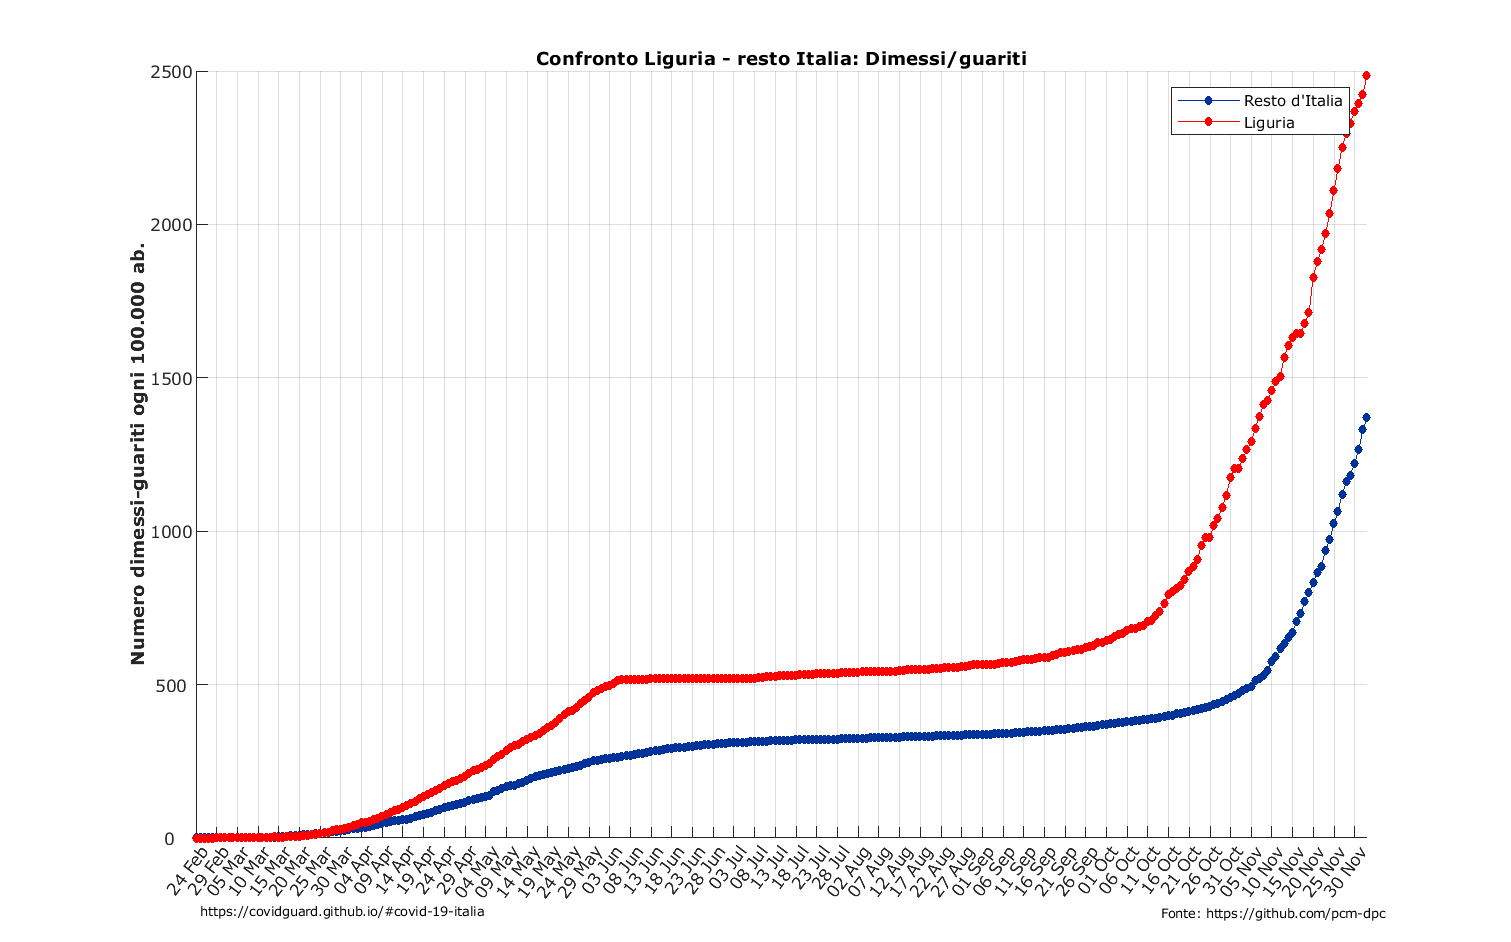 Confronto Liguria - resto Italia: Dimessi/guariti
Resto d'Italia
Liguria
Numero dimessi-guariti ogni 100.000 ab.
2500
2000
1500
1000
500
0
24 Feb
29 Feb
05 Mar
10 Mar
15 Mar
20 Mar
25 Mar
30 Mar
04 Apr
09 Apr
14 Apr
19 Apr
24 Apr
29 Apr
04 May
09 May
14 May
19 May
24 May
29 May
03 Jun
08 Jun
13 Jun
18 Jun
23 Jun
28 Jun
03 Jul
08 Jul
13 Jul
18 Jul
23 Jul
28 Jul
02 Aug
07 Aug
12 Aug
17 Aug
22 Aug
27 Aug
01 Sep
06 Sep
11 Sep
16 Sep
21 Sep
26 Sep
01 Oct
06 Oct
11 Oct
16 Oct
21 Oct
26 Oct
31 Oct
05 Nov
10 Nov
15 Nov
20 Nov
25 Nov
30 Nov
https://covidguard.github.io/#covid-19-italia
Fonte: https://github.com/pcm-dpc